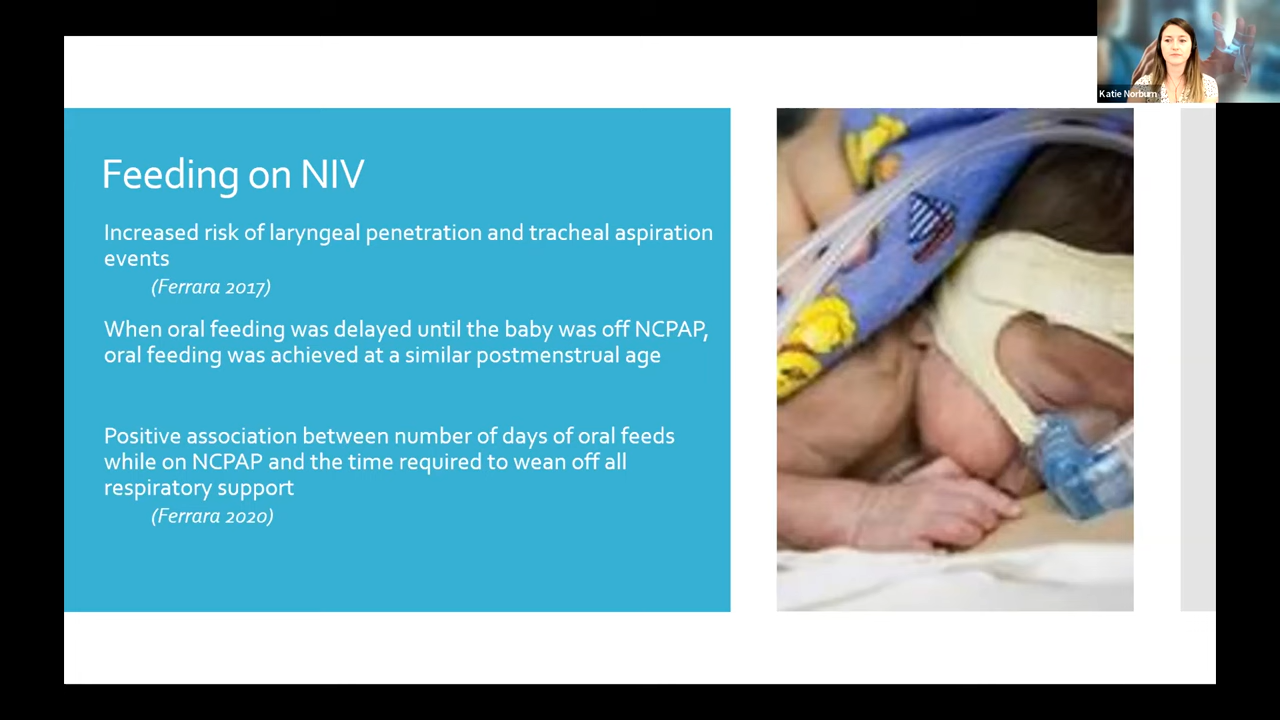 Katie Norburn
Feeding on NIV
Increased risk of laryngeal penetration and tracheal aspiration
events
(Ferrara 2017)
When oral feeding was delayed until the baby was off NCPAP,
oral feeding was achieved at a similar postmenstrual age
Positive association between number of days of oral feeds
while on NCPAP and the time required to wean off all
respiratory support
(Ferrara 2020)